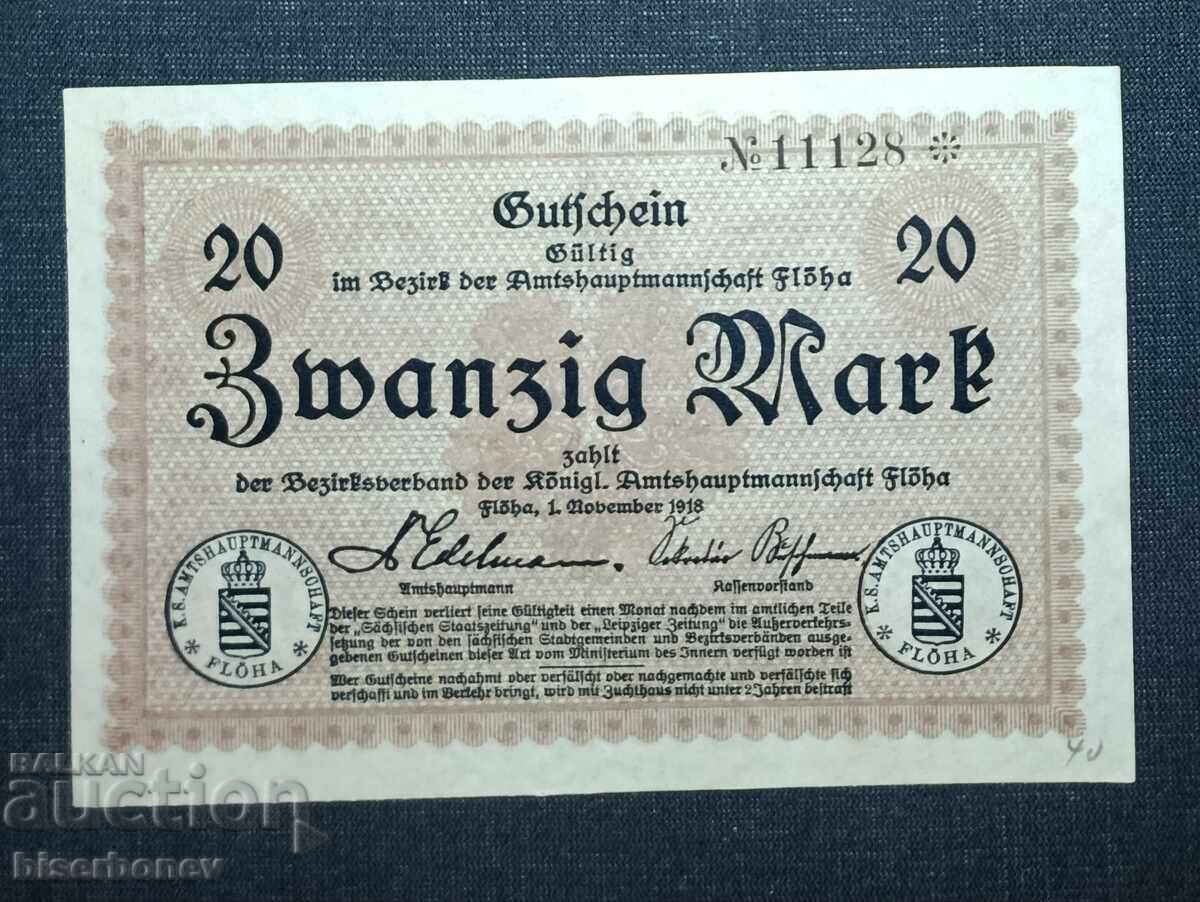 № 11128 *
Gutschein
20 Gültig 20
im Bezirk der Amtshauptmannschaft Flöha
Zwanzig Mark
zahlt
der Bezirksverband der Königl. Amtshauptmannschaft Flöha
Flöha, 1. November 1918
Edelmann.
Sekretär
Amtshauptmann Kassenvorstand
Dieser Schein verliert seine Gültigkeit einen Monat nachdem im amtlichen Teile
der „Sächsischen Staatszeitung" und der „Leipziger Zeitung" die Außerverkehrs-
setzung der von den sächsischen Stadtgemeinden und Bezirksverbänden ausge-
gebenen Gutscheinen dieser Art vom Ministerium des Innern verfügt worden ist
Wer Gutscheine nachahmt oder verfälscht oder nachgemachte und verfälschte sich
verschafft und im Verkehr bringt, wird mit Zuchthaus nicht unter 2 Jahren bestraft
K.S. AMTSHAUPTMANNSCHAFT
* FLÖHA *
K.S. AMTSHAUPTMANNSCHAFT
* FLÖHA *
BALKAN
auction
biserbonev